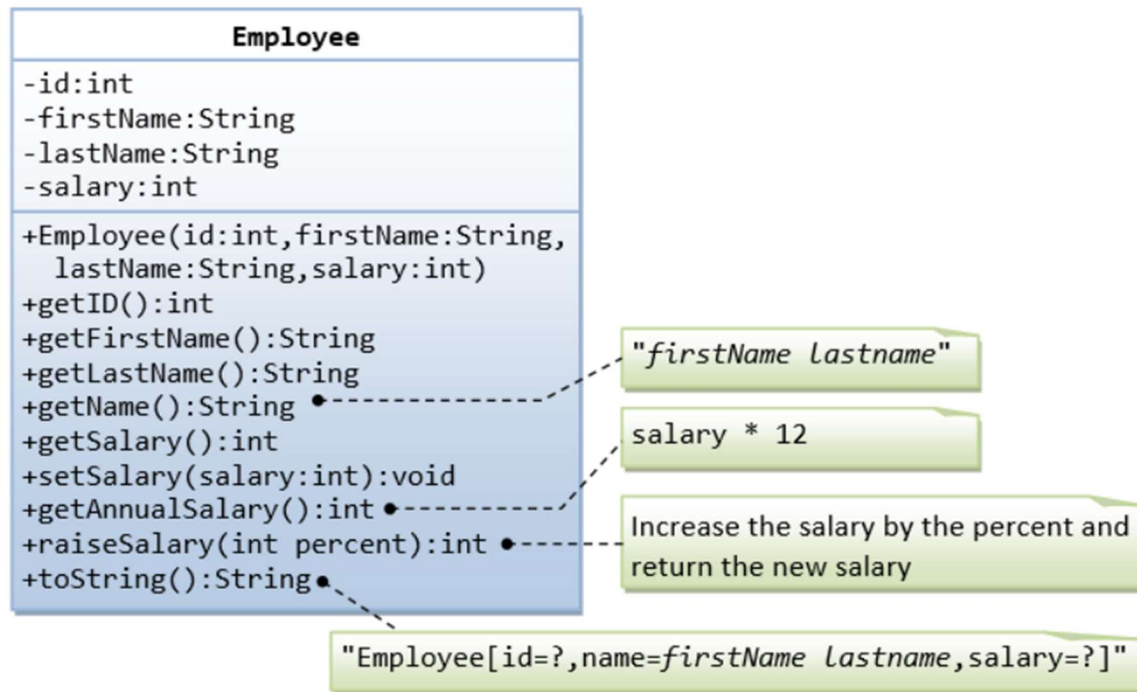 Employee
-id:int
-firstName:String
-lastName:String
-salary:int
+Employee(id:int,firstName:String,
lastName:String,salary:int)
+getID():int
+getFirstName():String
+getLastName():String
+getName():String
+getSalary():int
+setSalary(salary:int):void
+getAnnualSalary():int
+raiseSalary(int percent):int
+toString():String
"firstName lastname"
salary * 12
Increase the salary by the percent and
return the new salary
"Employee[id=?,name=firstName lastname,salary=?]"